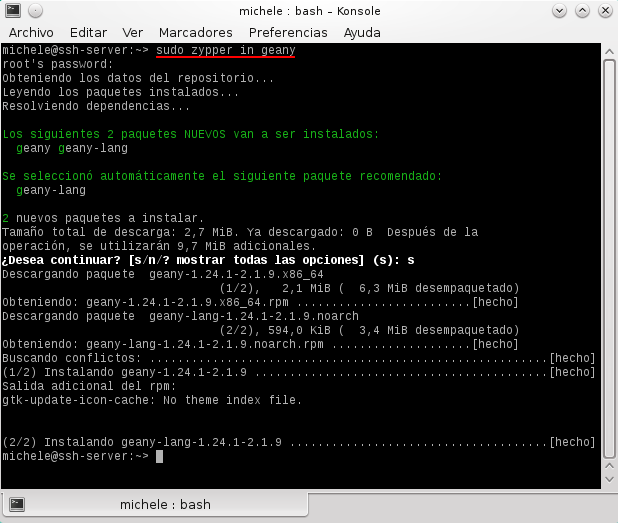 michele : bash – Konsole
Archivo Editar Ver Marcadores Preferencias Ayuda
michele@ssh-server:~> sudo zypper in geany
root's password:
Obteniendo los datos del repositorio...
Leyendo los paquetes instalados...
Resolviendo dependencias...
Los siguientes 2 paquetes NUEVOS van a ser instalados:
geany geany-lang
Se seleccionó automáticamente el siguiente paquete recomendado:
geany-lang
2 nuevos paquetes a instalar.
Tamaño total de descarga: 2,7 MiB. Ya descargado: 0 B  Después de la
operación, se utilizarán 9,7 MiB adicionales.
¿Desea continuar? [s/n/? mostrar todas las opciones] (s): s
Descargando paquete  geany-1.24.1-2.1.9.x86_64
(1/2),   2,1 MiB (  6,3 MiB desempaquetado)
Obteniendo: geany-1.24.1-2.1.9.x86_64.rpm .........................[hecho]
Descargando paquete  geany-lang-1.24.1-2.1.9.noarch
(2/2), 594,0 KiB (  3,4 MiB desempaquetado)
Obteniendo: geany-lang-1.24.1-2.1.9.noarch.rpm ....................[hecho]
Buscando conflictos: .........................................................[hecho]
(1/2) Instalando geany-1.24.1-2.1.9 ..........................................[hecho]
Salida adicional del rpm:
gtk-update-icon-cache: No theme index file.
(2/2) Instalando geany-lang-1.24.1-2.1.9 .....................................[hecho]
michele@ssh-server:~>
michele : bash